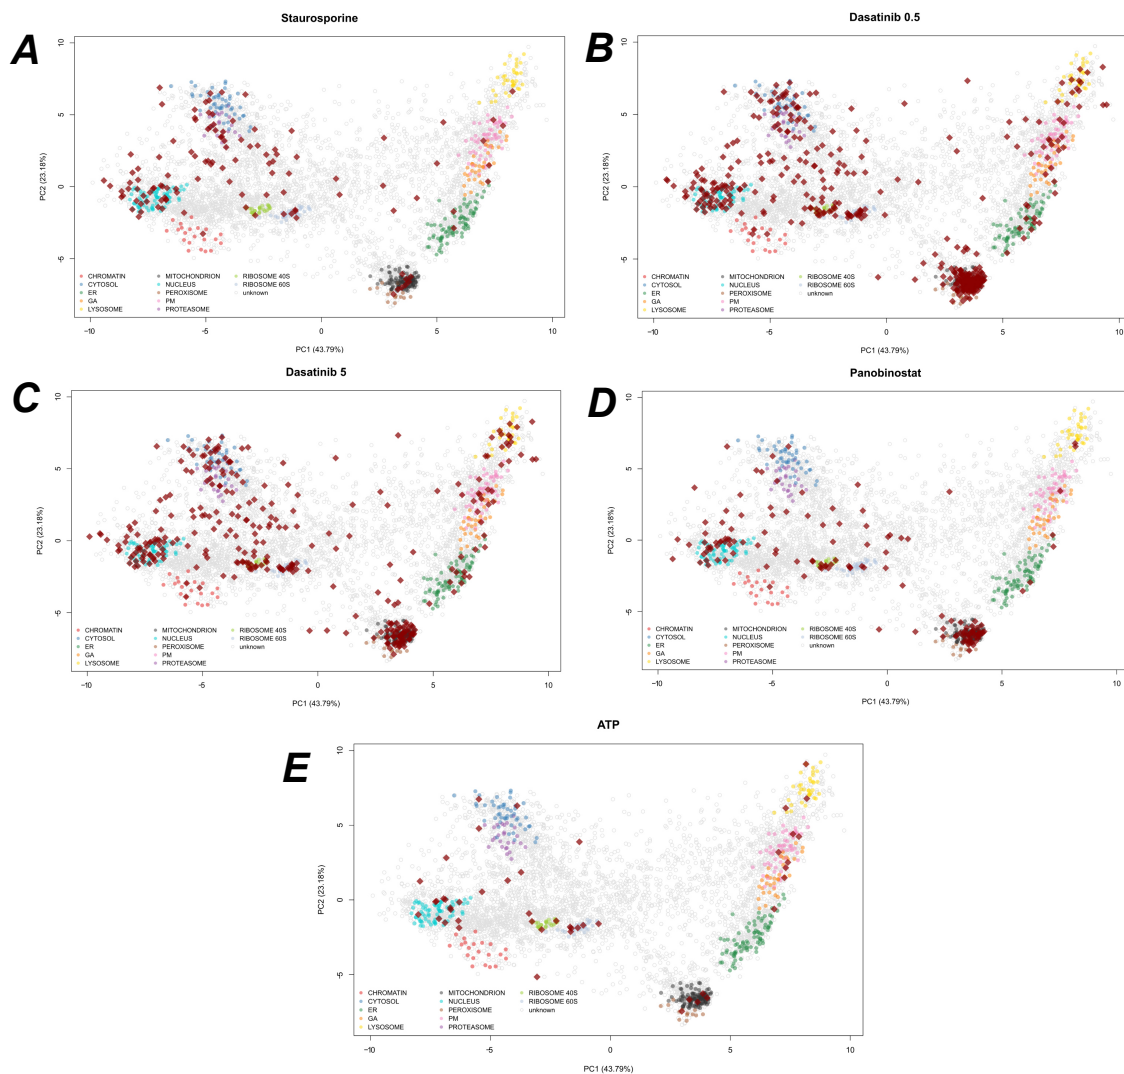 Staurosporine
A
PC2 (23.18%)
10
5
0
−5
CHROMATIN MITOCHONDRION RIBOSOME 40S
CYTOSOL NUCLEUS RIBOSOME 60S
ER PEROXISOME unknown
GA PM
LYSOSOME PROTEASOME
−10 −5 0 5 10
PC1 (43.79%)
Dasatinib 0.5
B
PC2 (23.18%)
10
5
0
−5
CHROMATIN MITOCHONDRION RIBOSOME 40S
CYTOSOL NUCLEUS RIBOSOME 60S
ER PEROXISOME unknown
GA PM
LYSOSOME PROTEASOME
−10 −5 0 5 10
PC1 (43.79%)
Dasatinib 5
C
PC2 (23.18%)
10
5
0
−5
CHROMATIN MITOCHONDRION RIBOSOME 40S
CYTOSOL NUCLEUS RIBOSOME 60S
ER PEROXISOME unknown
GA PM
LYSOSOME PROTEASOME
−10 −5 0 5 10
PC1 (43.79%)
Panobinostat
D
PC2 (23.18%)
10
5
0
−5
CHROMATIN MITOCHONDRION RIBOSOME 40S
CYTOSOL NUCLEUS RIBOSOME 60S
ER PEROXISOME unknown
GA PM
LYSOSOME PROTEASOME
−10 −5 0 5 10
PC1 (43.79%)
ATP
E
PC2 (23.18%)
10
5
0
−5
CHROMATIN MITOCHONDRION RIBOSOME 40S
CYTOSOL NUCLEUS RIBOSOME 60S
ER PEROXISOME unknown
GA PM
LYSOSOME PROTEASOME
−10 −5 0 5 10
PC1 (43.79%)